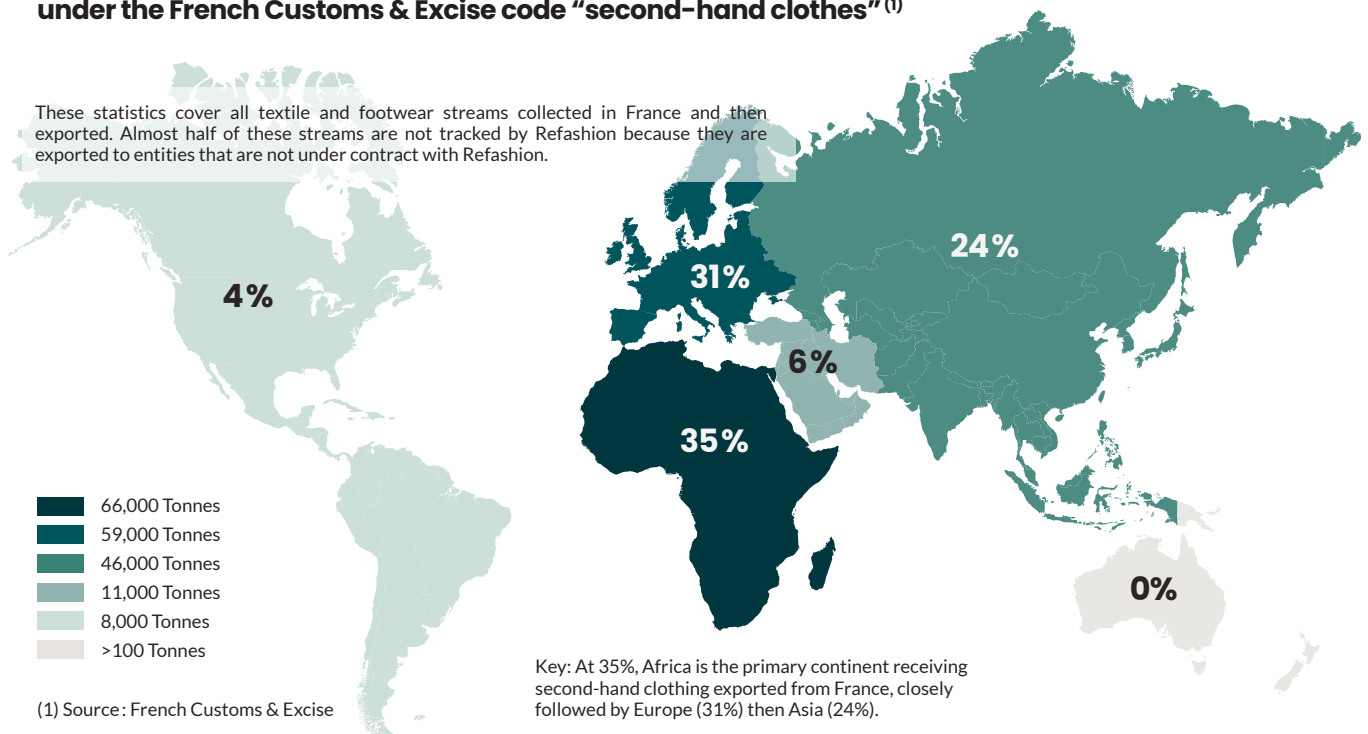 under the French Customs & Excise code “second-hand clothes” (1)
These statistics cover all textile and footwear streams collected in France and then
exported. Almost half of these streams are not tracked by Refashion because they are
exported to entities that are not under contract with Refashion.
24%
31%
4%
6%
35%
66,000 Tonnes
59,000 Tonnes
46,000 Tonnes
11,000 Tonnes
8,000 Tonnes
>100 Tonnes
0%
Key: At 35%, Africa is the primary continent receiving
second-hand clothing exported from France, closely
followed by Europe (31%) then Asia (24%).
(1) Source : French Customs & Excise